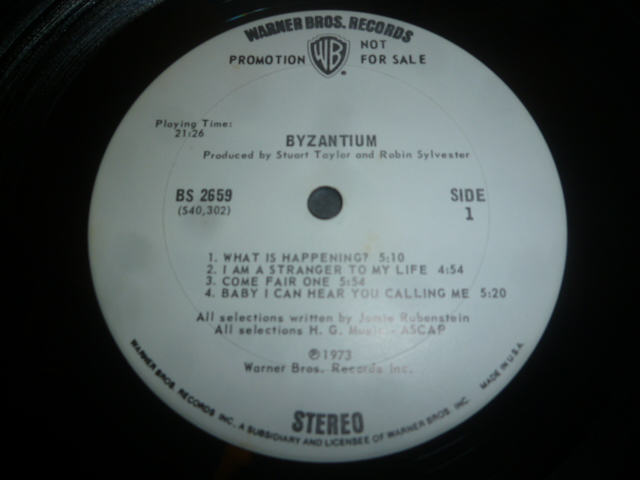 WARNER BROS. RECORDS
PROMOTION WB NOT FOR SALE
Playing Time:
21:26
BYZANTIUM
Produced by Stuart Taylor and Robin Sylvester
BS 2659
(S40,302)
SIDE
1
1. WHAT IS HAPPENING? 5:10
2. I AM A STRANGER TO MY LIFE 4:54
3. COME FAIR ONE 5:54
4. BABY I CAN HEAR YOU CALLING ME 5:20
All selections written by Jamie Rubenstein
All selections H. G. Music - ASCAP
℗1973
Warner Bros. Records Inc.
STEREO
WARNER BROS. RECORDS INC. A SUBSIDIARY AND LICENSEE OF WARNER BROS INC. MADE IN U.S.A.